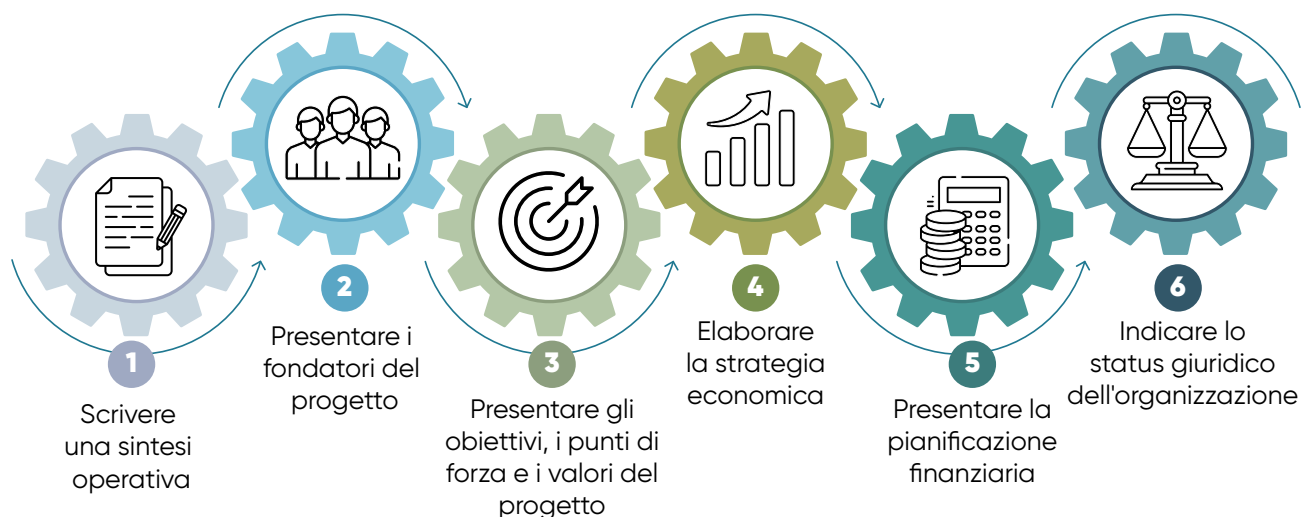 1
Scrivere
una sintesi
operativa
2
Presentare i
fondatori del
progetto
3
Presentare gli
obiettivi, i punti di
forza e i valori del
progetto
4
Elaborare
la strategia
economica
5
Presentare la
pianificazione
finanziaria
6
Indicare lo
status giuridico
dell'organizzazione